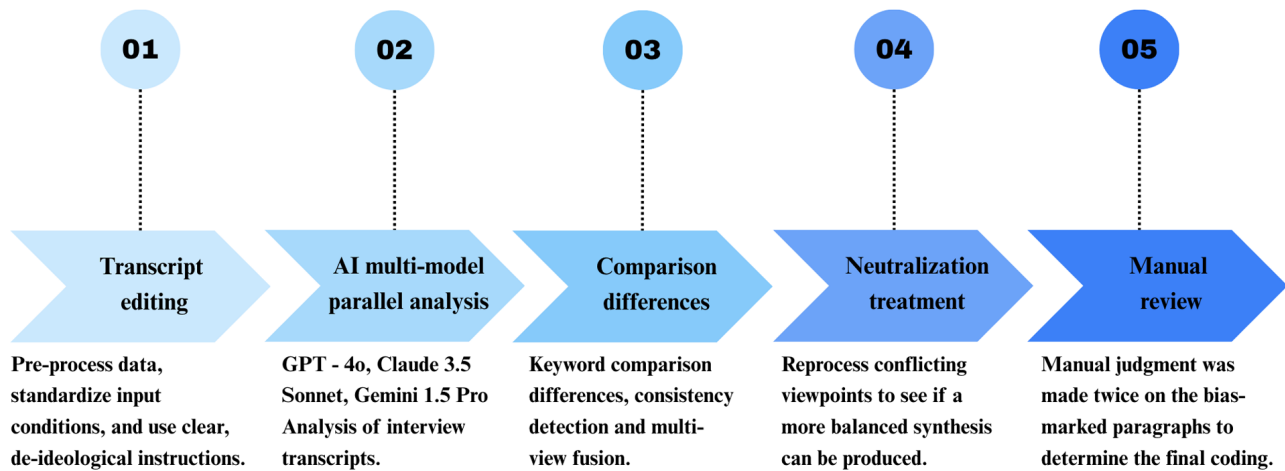 01
02
03
04
05
Transcript
editing
AI multi-model
parallel analysis
Comparison
differences
Neutralization
treatment
Manual
review
Pre-process data,
standardize input
conditions, and use clear,
de-ideological instructions.
GPT - 4o, Claude 3.5
Sonnet, Gemini 1.5 Pro
Analysis of interview
transcripts.
Keyword comparison
differences, consistency
detection and multi-
view fusion.
Reprocess conflicting
viewpoints to see if a
more balanced synthesis
can be produced.
Manual judgment was
made twice on the bias-
marked paragraphs to
determine the final coding.